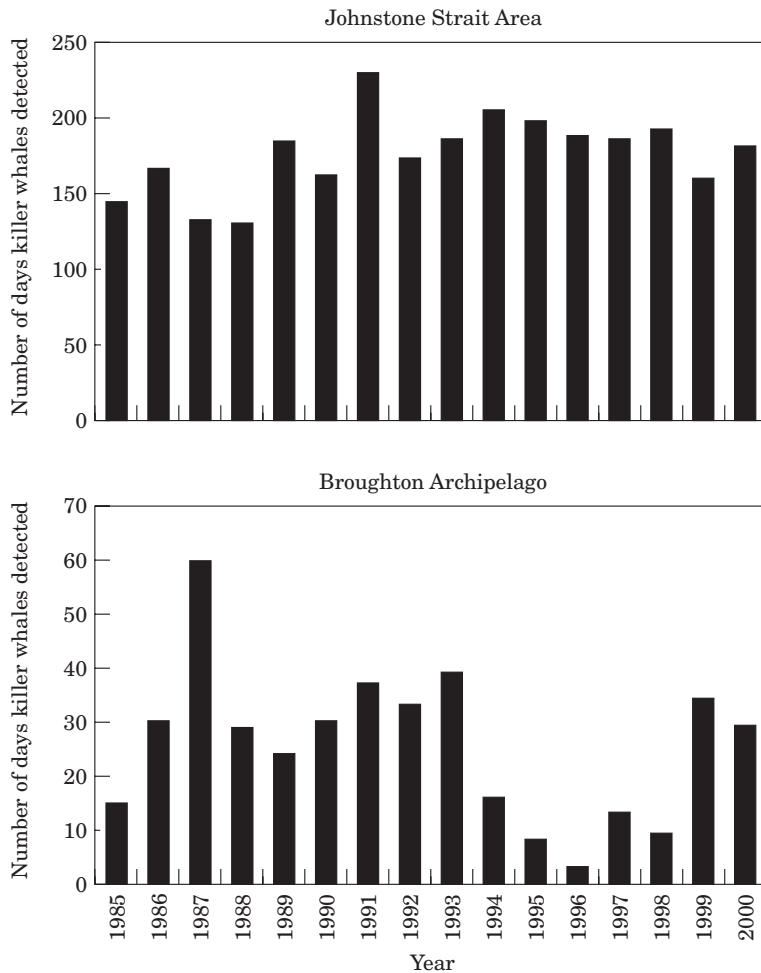 Johnstone Strait Area
Number of days killer whales detected
250
200
150
100
50
0
Broughton Archipelago
Number of days killer whales detected
70
60
50
40
30
20
10
0
1985 1986 1987 1988 1989 1990 1991 1992 1993 1994 1995 1996 1997 1998 1999 2000
Year